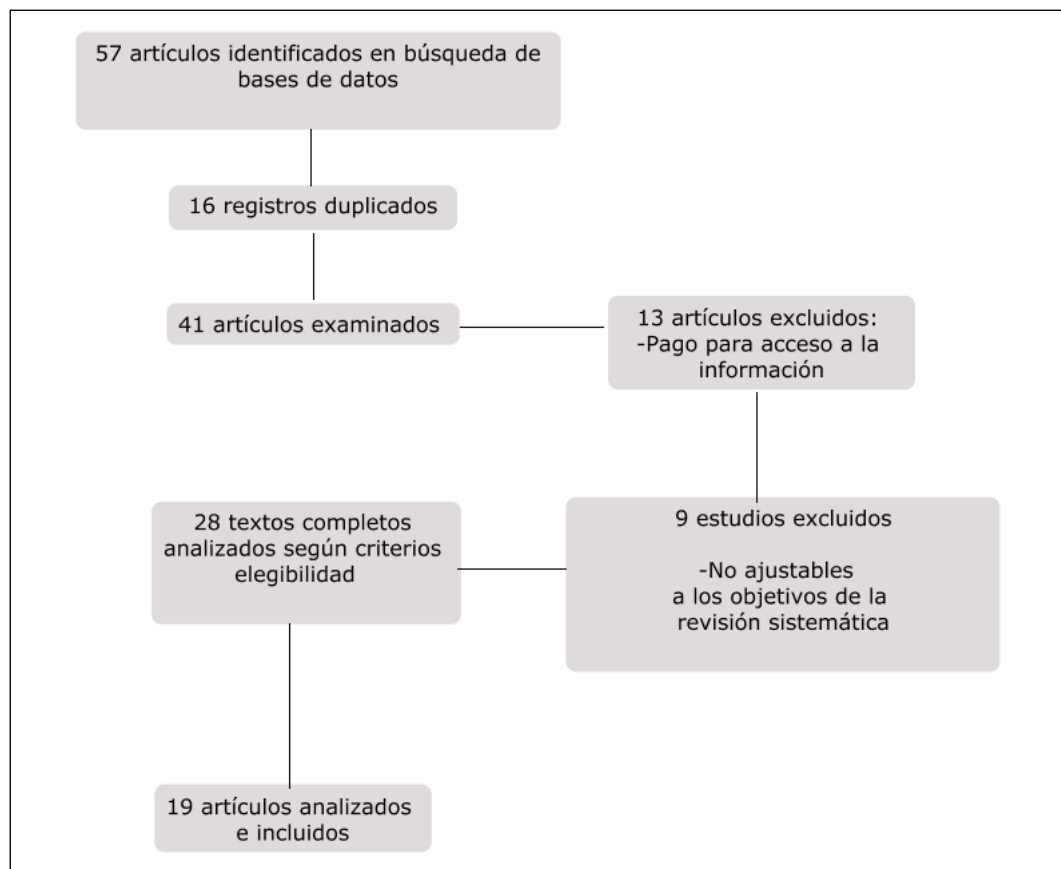 57 artículos identificados en búsqueda de
bases de datos
16 registros duplicados
41 artículos examinados
13 artículos excluidos:
-Pago para acceso a la
información
28 textos completos
analizados según criterios
elegibilidad
9 estudios excluidos
-No ajustables
a los objetivos de la
revisión sistemática
19 artículos analizados
e incluidos